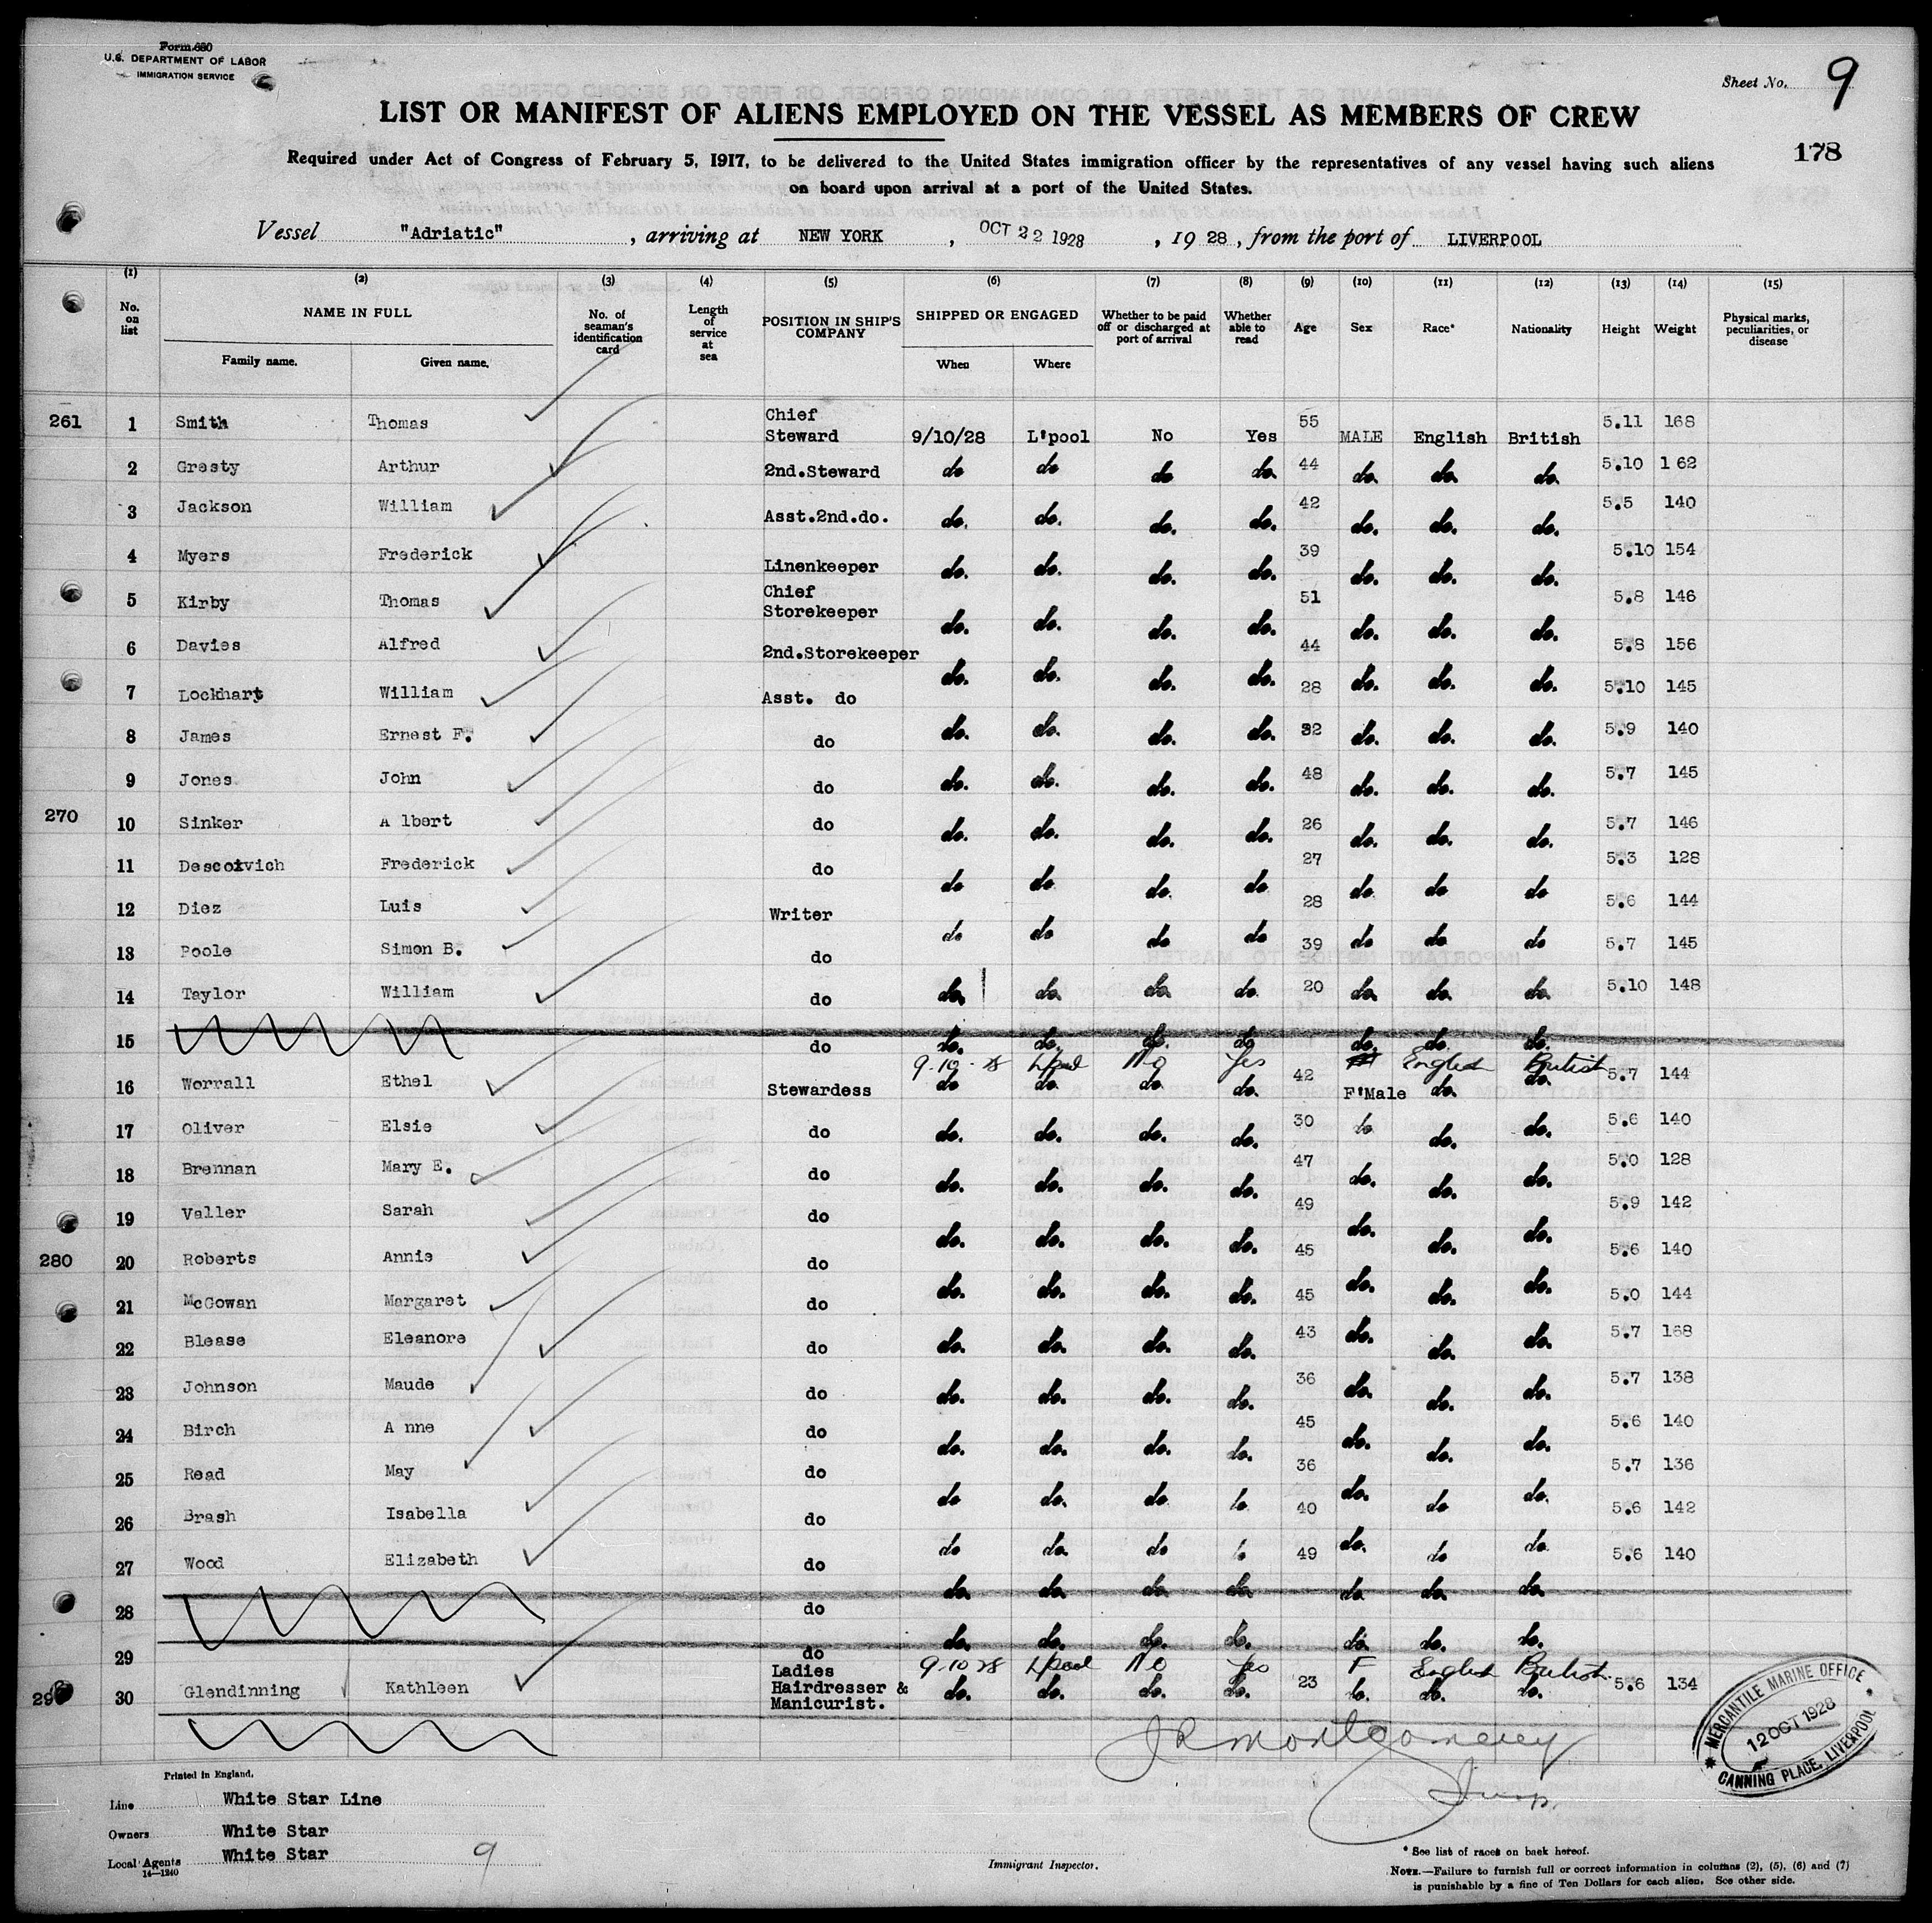 Form 680
U.S. DEPARTMENT OF LABOR
IMMIGRATION SERVICE
Sheet No. 9
LIST OR MANIFEST OF ALIENS EMPLOYED ON THE VESSEL AS MEMBERS OF CREW
178
Required under Act of Congress of February 5, 1917, to be delivered to the United States immigration officer by the representatives of any vessel having such aliens
on board upon arrival at a port of the United States.
Vessel "Adriatic", arriving at NEW YORK, OCT 22 1928, 19 28, from the port of LIVERPOOL
(1) (2) (3) (4) (5) (6) (7) (8) (9) (10) (11) (12) (13) (14) (15)
No. on list NAME IN FULL Family name. Given name. No. of seaman's identification card Length of service at sea POSITION IN SHIP'S COMPANY SHIPPED OR ENGAGED When Where Whether to be paid off or discharged at port of arrival Whether able to read Age Sex Race* Nationality Height Weight Physical marks, peculiarities, or disease
261 1 Smith Thomas Chief Steward 9/10/28 L'pool No Yes 55 MALE English British 5.11 168
2 Gresty Arthur 2nd.Steward do do do do. 44 do. do. do. 5.10 162
3 Jackson William Asst.2nd.do. do. do. do. do. 42 do. do. do. 5.5 140
4 Myers Frederick Linenkeeper do. do. do. do. 39 do. do. do. 5.10 154
5 Kirby Thomas Chief Storekeeper do. do. do. do. 51 do. do. do. 5.8 146
6 Davies Alfred 2nd.Storekeeper do. do. do. do. 44 do. do. do. 5.8 156
7 Lockhart William Asst. do 28 5.10 145
8 James Ernest F. do do. do. do. do. 32 do. do. do. 5.9 140
9 Jones John do do. do. do. do. 48 do. do. do. 5.7 145
270 10 Sinker Albert do do. do. do. do. 26 do. do. do. 5.7 146
11 Descoivich Frederick do do do do. do 27 do. do do 5.3 128
12 Diez Luis Writer do do do do 28 do do do 5.6 144
13 Poole Simon B. do 39 5.7 145
14 Taylor William do do. do. do. do. 20 do. do. do. 5.10 148
15 do do. do. do. do do. do. do.
9-10-28 L'pool No Yes English British
16 Worrall Ethel Stewardess do do. do. do. 42 F'Male do. do. 5.7 144
17 Oliver Elsie do do. do. do. do. 30 do. do. do. 5.6 140
18 Brennan Mary E. do do. do. do. do. 47 do. do. do. 5.0 128
19 Valler Sarah do do. do. do. do. 49 do. do. do. 5.9 142
280 20 Roberts Annie do do. do. do. do. 45 do. do. do. 5.6 140
21 McGowan Margaret do 45 5.0 144
22 Blease Eleanore do do. do. do. do. 43 do. do. do. 5.7 168
23 Johnson Maude do do. do. do. do. 36 do. do. do. 5.7 138
24 Birch Anne do do. do. do. do. 45 do. do. do. 5.6 140
25 Read May do do do. do. 36 do. do do. 5.7 136
26 Brash Isabella do do do. do 40 do. do do. 5.6 142
27 Wood Elizabeth do do. do. do. do. 49 do. do. do. 5.6 140
28 do do. do. do. do. do. do. do.
29 do 9-10 28 L'pool No Yes F English British
30 Glendinning Kathleen Ladies Hairdresser & Manicurist. do. do. do. do. 23 do. do. do. 5.6 134
JR Montgomery
Insp.
MERCANTILE MARINE OFFICE
12 OCT 1928
CANNING PLACE, LIVERPOOL
Printed in England.
Line White Star Line
Owners White Star
Local Agents White Star 9
14—1240
Immigrant Inspector.
* See list of races on back hereof.
NOTE.—Failure to furnish full or correct information in columns (2), (5), (6) and (7)
is punishable by a fine of Ten Dollars for each alien. See other side.